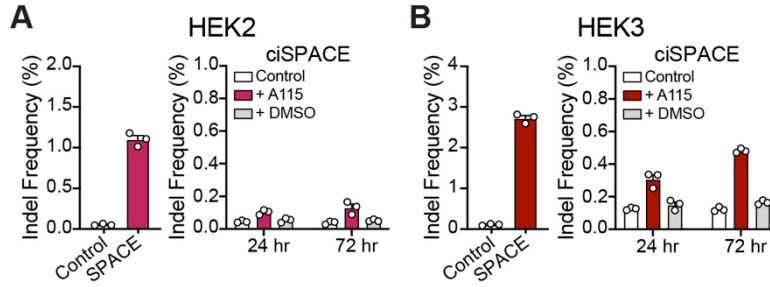 A
HEK2
Indel Frequency (%)
2.0
1.5
1.0
0.5
0.0
Control
SPACE
ciSPACE
Indel Frequency (%)
1.0
0.8
0.6
0.4
0.2
0.0
Control
+ A115
+ DMSO
24 hr
72 hr
B
HEK3
Indel Frequency (%)
4
3
2
1
0
Control
SPACE
ciSPACE
Indel Frequency (%)
1.0
0.8
0.6
0.4
0.2
0.0
Control
+ A115
+ DMSO
24 hr
72 hr